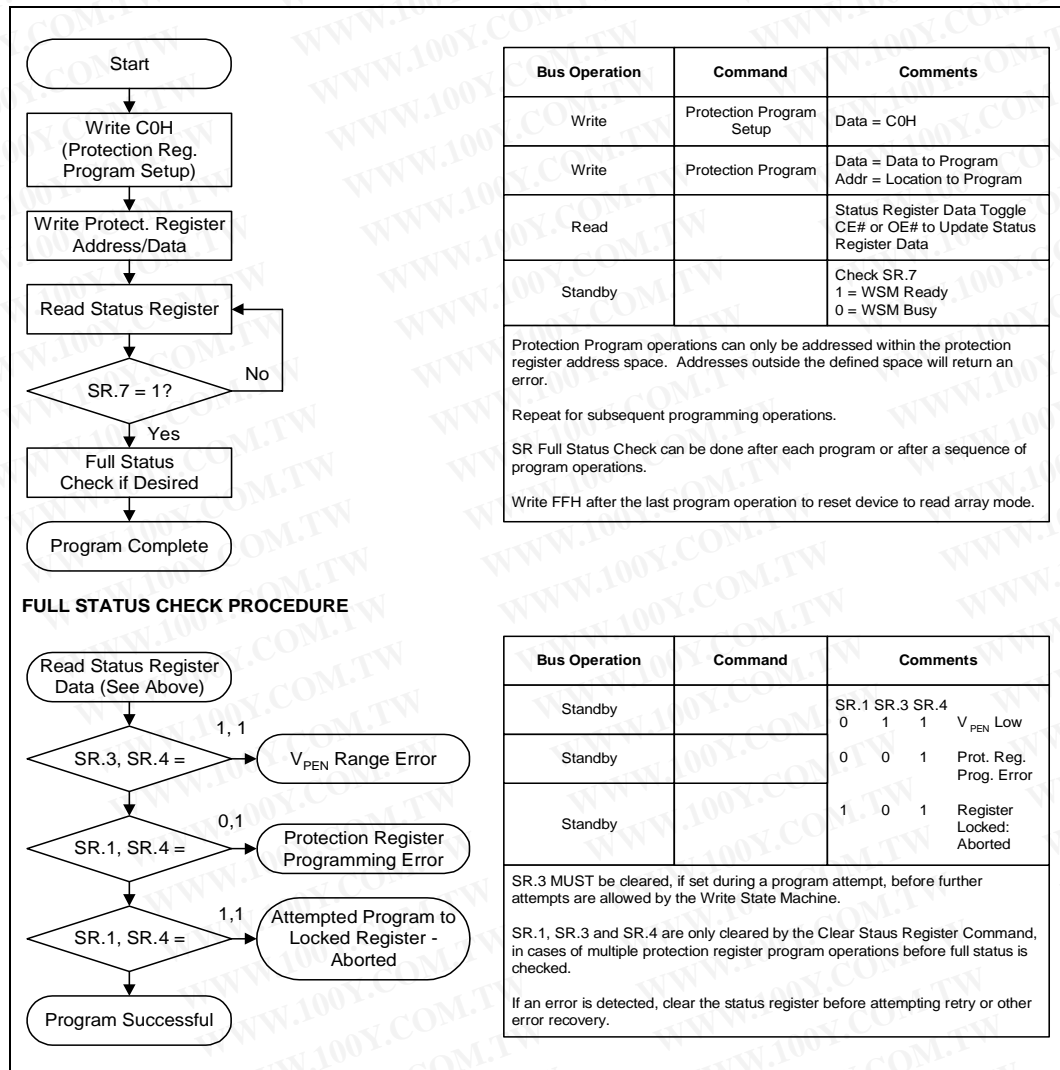 Start
Write C0H
(Protection Reg.
Program Setup)
Write Protect. Register
Address/Data
Read Status Register
SR.7 = 1?
No
Yes
Full Status
Check if Desired
Program Complete
Bus Operation Command Comments
Write Protection Program Setup Data = C0H
Write Protection Program Data = Data to Program
Addr = Location to Program
Read Status Register Data Toggle
CE# or OE# to Update Status
Register Data
Standby Check SR.7
1 = WSM Ready
0 = WSM Busy
Protection Program operations can only be addressed within the protection
register address space. Addresses outside the defined space will return an
error.
Repeat for subsequent programming operations.
SR Full Status Check can be done after each program or after a sequence of
program operations.
Write FFH after the last program operation to reset device to read array mode.
FULL STATUS CHECK PROCEDURE
Read Status Register
Data (See Above)
SR.3, SR.4 =
1, 1
VPEN Range Error
SR.1, SR.4 =
0,1
Protection Register
Programming Error
SR.1, SR.4 =
1,1
Attempted Program to
Locked Register -
Aborted
Program Successful
Bus Operation Command Comments
Standby SR.1 SR.3 SR.4
0 1 1 VPEN Low
Standby 0 0 1 Prot. Reg.
Prog. Error
Standby 1 0 1 Register
Locked:
Aborted
SR.3 MUST be cleared, if set during a program attempt, before further
attempts are allowed by the Write State Machine.
SR.1, SR.3 and SR.4 are only cleared by the Clear Staus Register Command,
in cases of multiple protection register program operations before full status is
checked.
If an error is detected, clear the status register before attempting retry or other
error recovery.
WWW.100Y.COM.TW